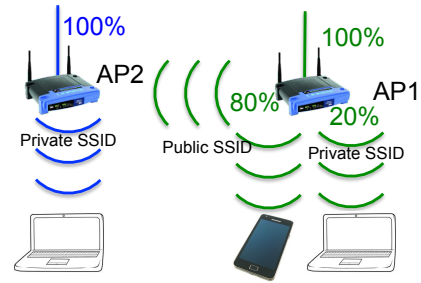 100%
100%
AP2
AP1
80%
20%
Private SSID
Public SSID
Private SSID